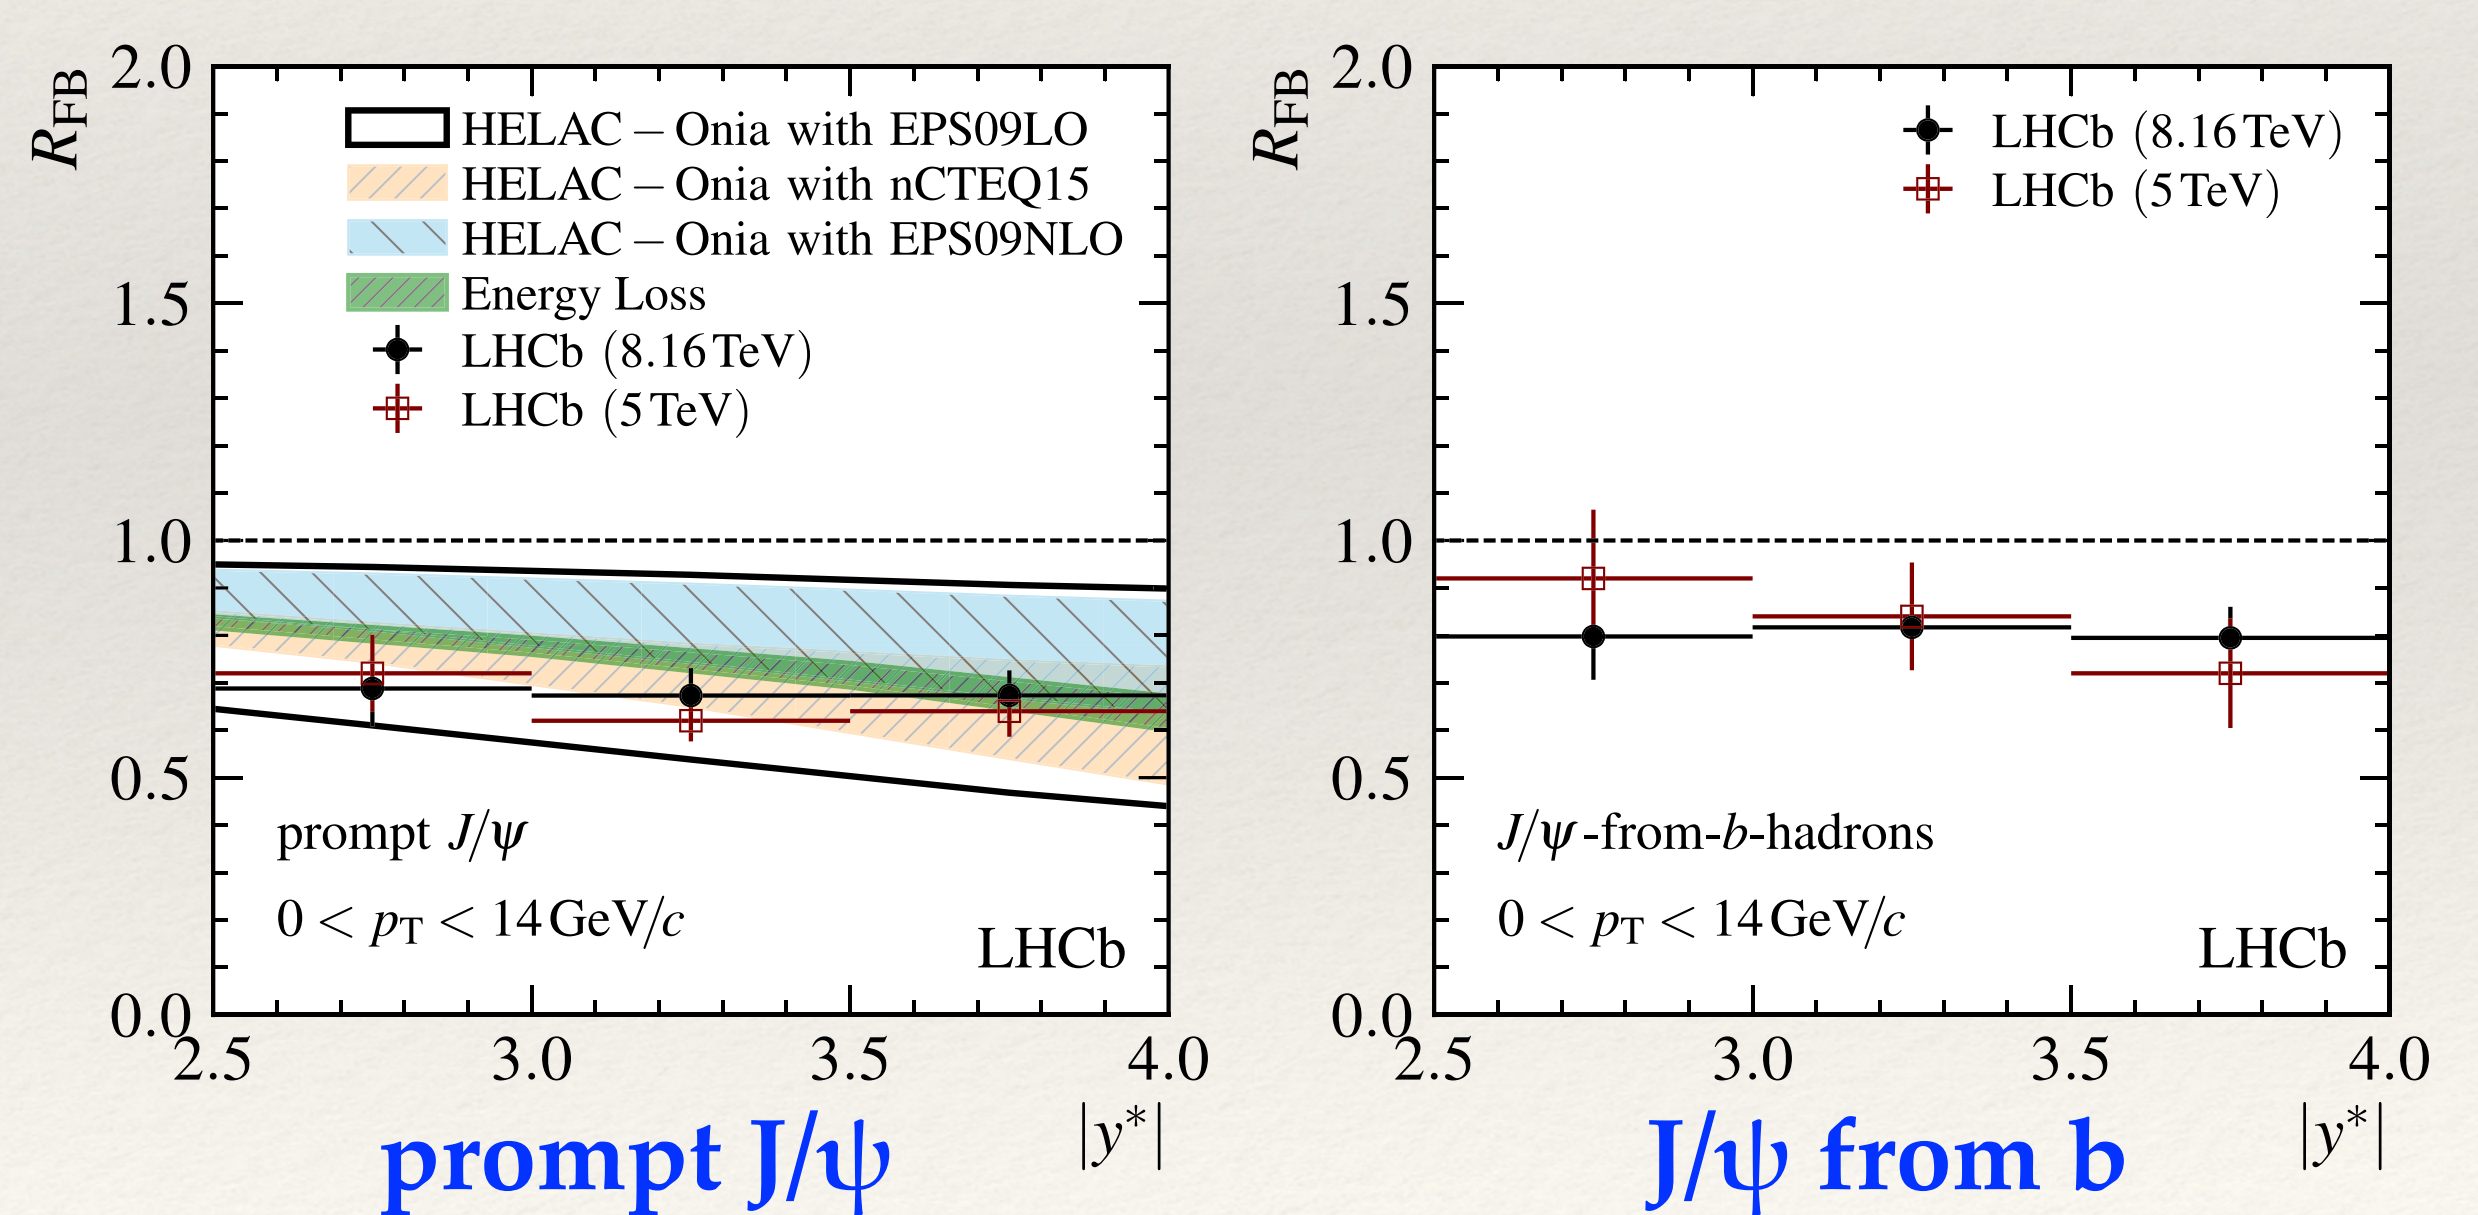 R_FB
2.0
1.5
1.0
0.5
0.0
HELAC – Onia with EPS09LO
HELAC – Onia with nCTEQ15
HELAC – Onia with EPS09NLO
Energy Loss
LHCb (8.16 TeV)
LHCb (5 TeV)
prompt J/ψ
0 < p_T < 14 GeV/c
LHCb
2.5 3.0 3.5 4.0
|y*|
prompt J/ψ
R_FB
2.0
1.5
1.0
0.5
0.0
LHCb (8.16 TeV)
LHCb (5 TeV)
J/ψ-from-b-hadrons
0 < p_T < 14 GeV/c
LHCb
2.5 3.0 3.5 4.0
|y*|
J/ψ from b